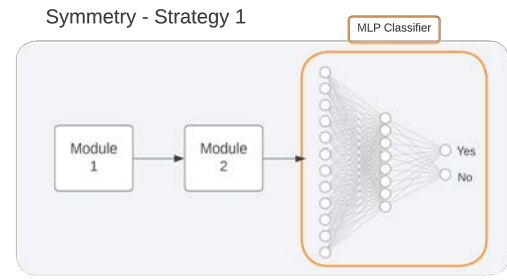 Symmetry - Strategy 1
MLP Classifier
Module
1
Module
2
Yes
No